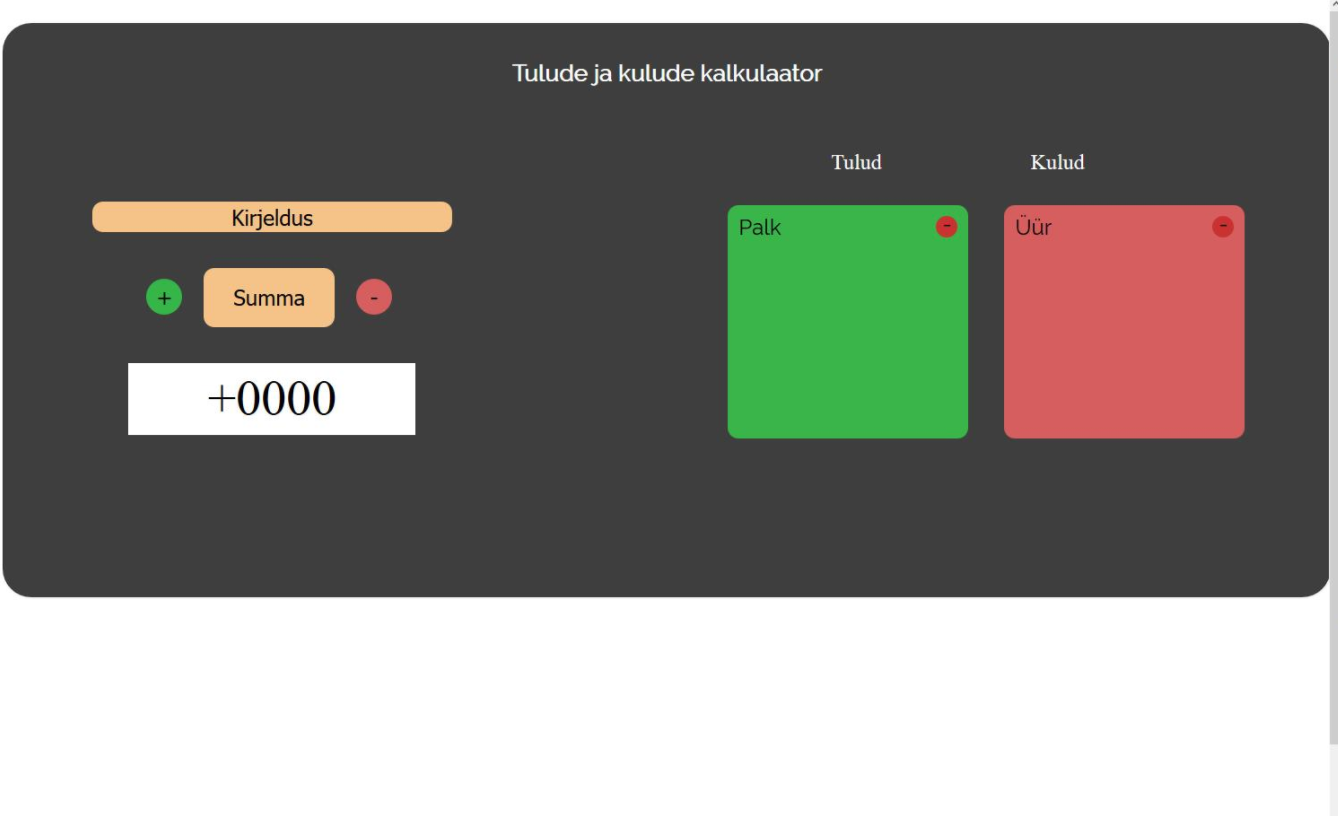 Tulude ja kulude kalkulaator
Tulud Kulud
Kirjeldus
+ Summa -
+0000
Palk -
Üür -